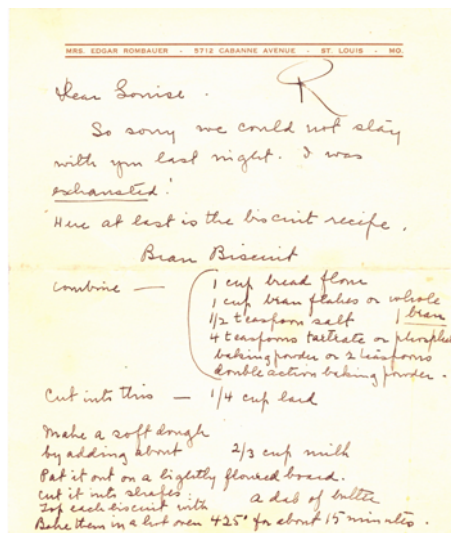 MRS. EDGAR ROMBAUER - 5712 CABANNE AVENUE - ST. LOUIS - MO.
R
Dear Louise.
So sorry we could not stay
with you last night. I was
exhausted!
Here at last is the biscuit recipe.
Bran Biscuit
Combine — 1 cup bread flour
1 cup bran flakes or whole bran
1/2 teaspoon salt
4 teaspoons tartrate or phosphate
baking powder or 2 teaspoons
double action baking powder.
Cut into this — 1/4 cup lard
Make a soft dough
by adding about 2/3 cup milk
Pat it out on a lightly floured board.
Cut it into shapes.
Top each biscuit with a dab of butter
Bake them in a hot oven 425° for about 15 minutes.